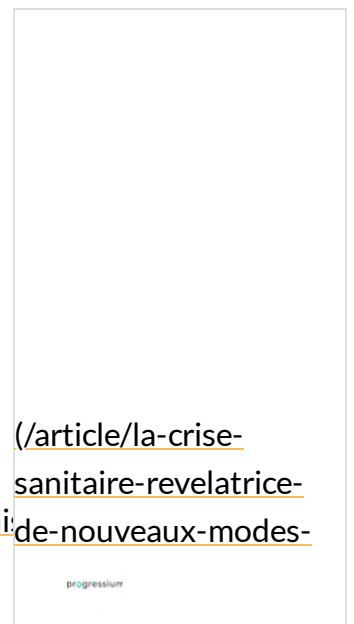 (/article/la-crise-
sanitaire-revelatrice-
de-nouveaux-modes-
progressium